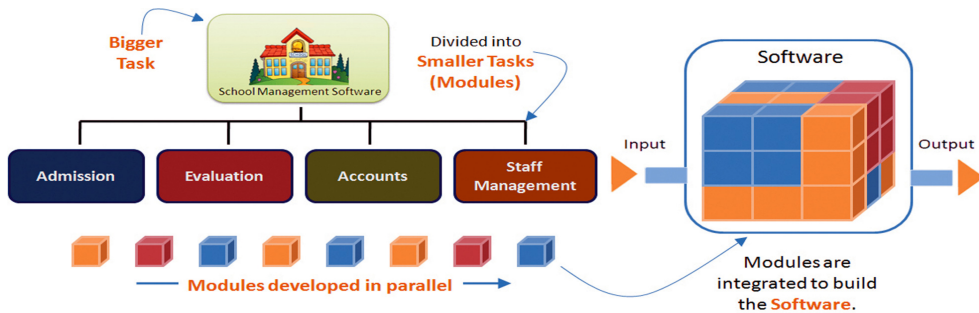 Bigger
Task
School Management Software
Divided into
Smaller Tasks
(Modules)
Admission
Evaluation
Accounts
Staff
Management
Modules developed in parallel
Input
Software
Output
Modules are
integrated to build
the Software.